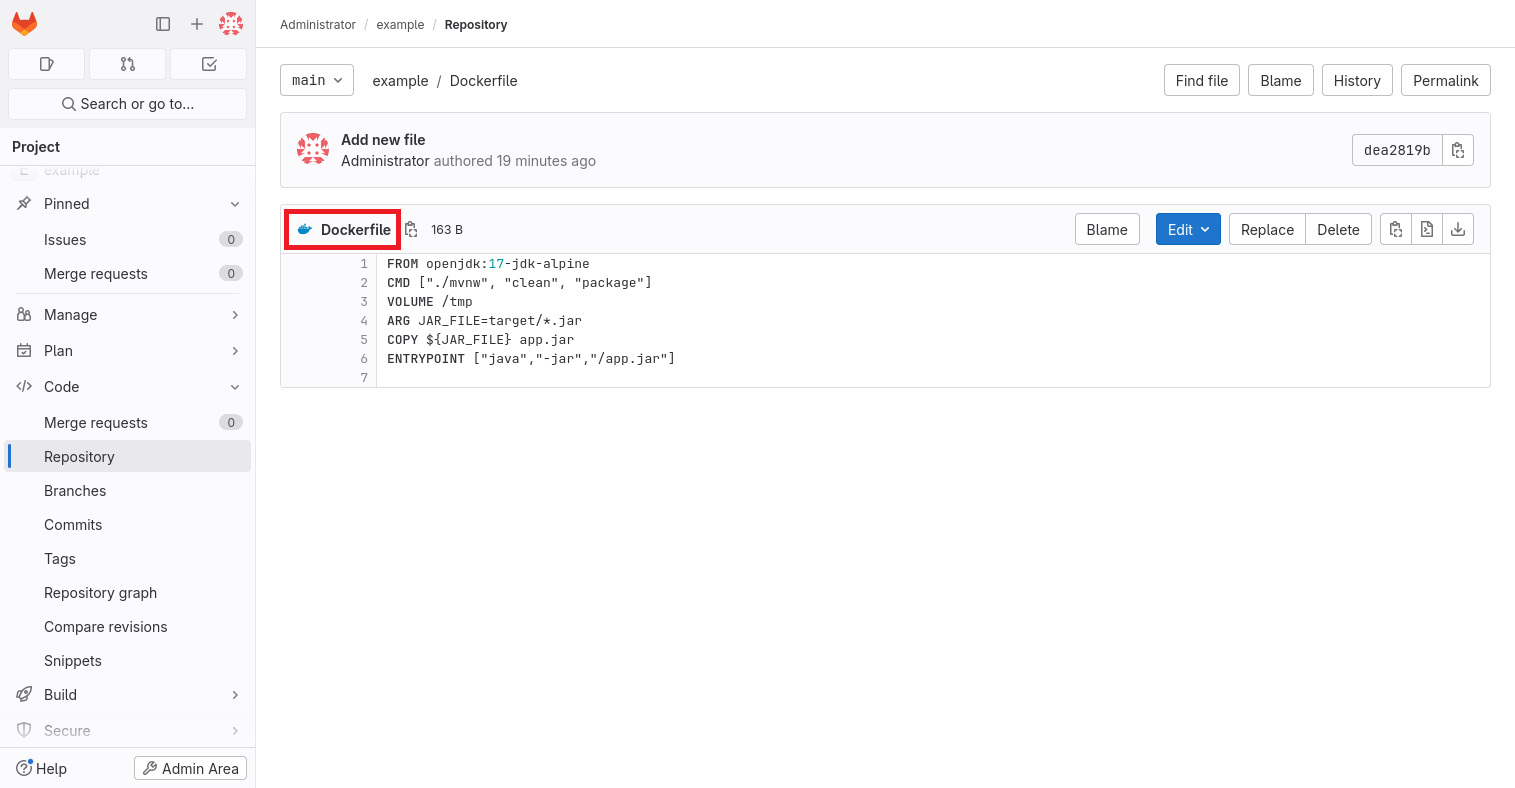 Administrator / example / Repository
Search or go to...
Project
E example
Pinned
Issues 0
Merge requests 0
Manage
Plan
Code
Merge requests 0
Repository
Branches
Commits
Tags
Repository graph
Compare revisions
Snippets
Build
Secure
Help
Admin Area
main
example / Dockerfile
Find file
Blame
History
Permalink
Add new file
Administrator authored 19 minutes ago
dea2819b
Dockerfile 163 B
Blame
Edit
Replace
Delete
1 FROM openjdk:17-jdk-alpine
2 CMD ["./mvnw", "clean", "package"]
3 VOLUME /tmp
4 ARG JAR_FILE=target/*.jar
5 COPY ${JAR_FILE} app.jar
6 ENTRYPOINT ["java","-jar","/app.jar"]
7